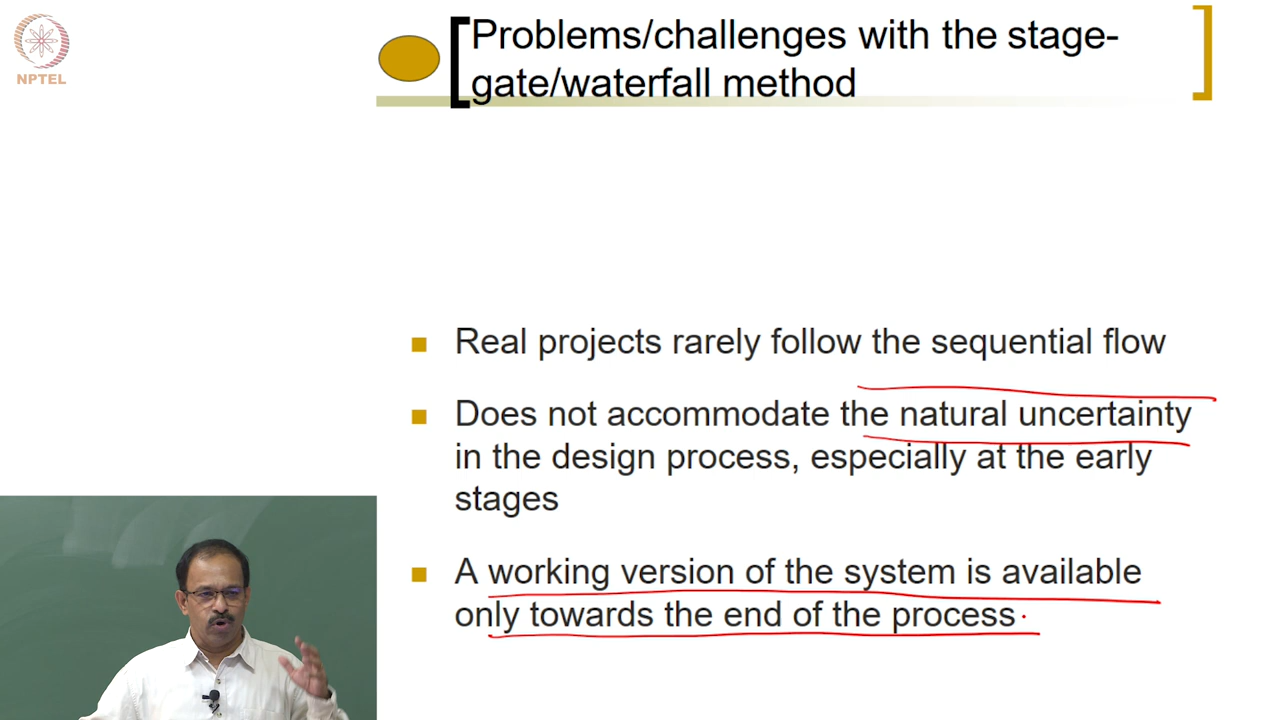 NPTEL
Problems/challenges with the stage-
gate/waterfall method
Real projects rarely follow the sequential flow
Does not accommodate the natural uncertainty
in the design process, especially at the early
stages
A working version of the system is available
only towards the end of the process